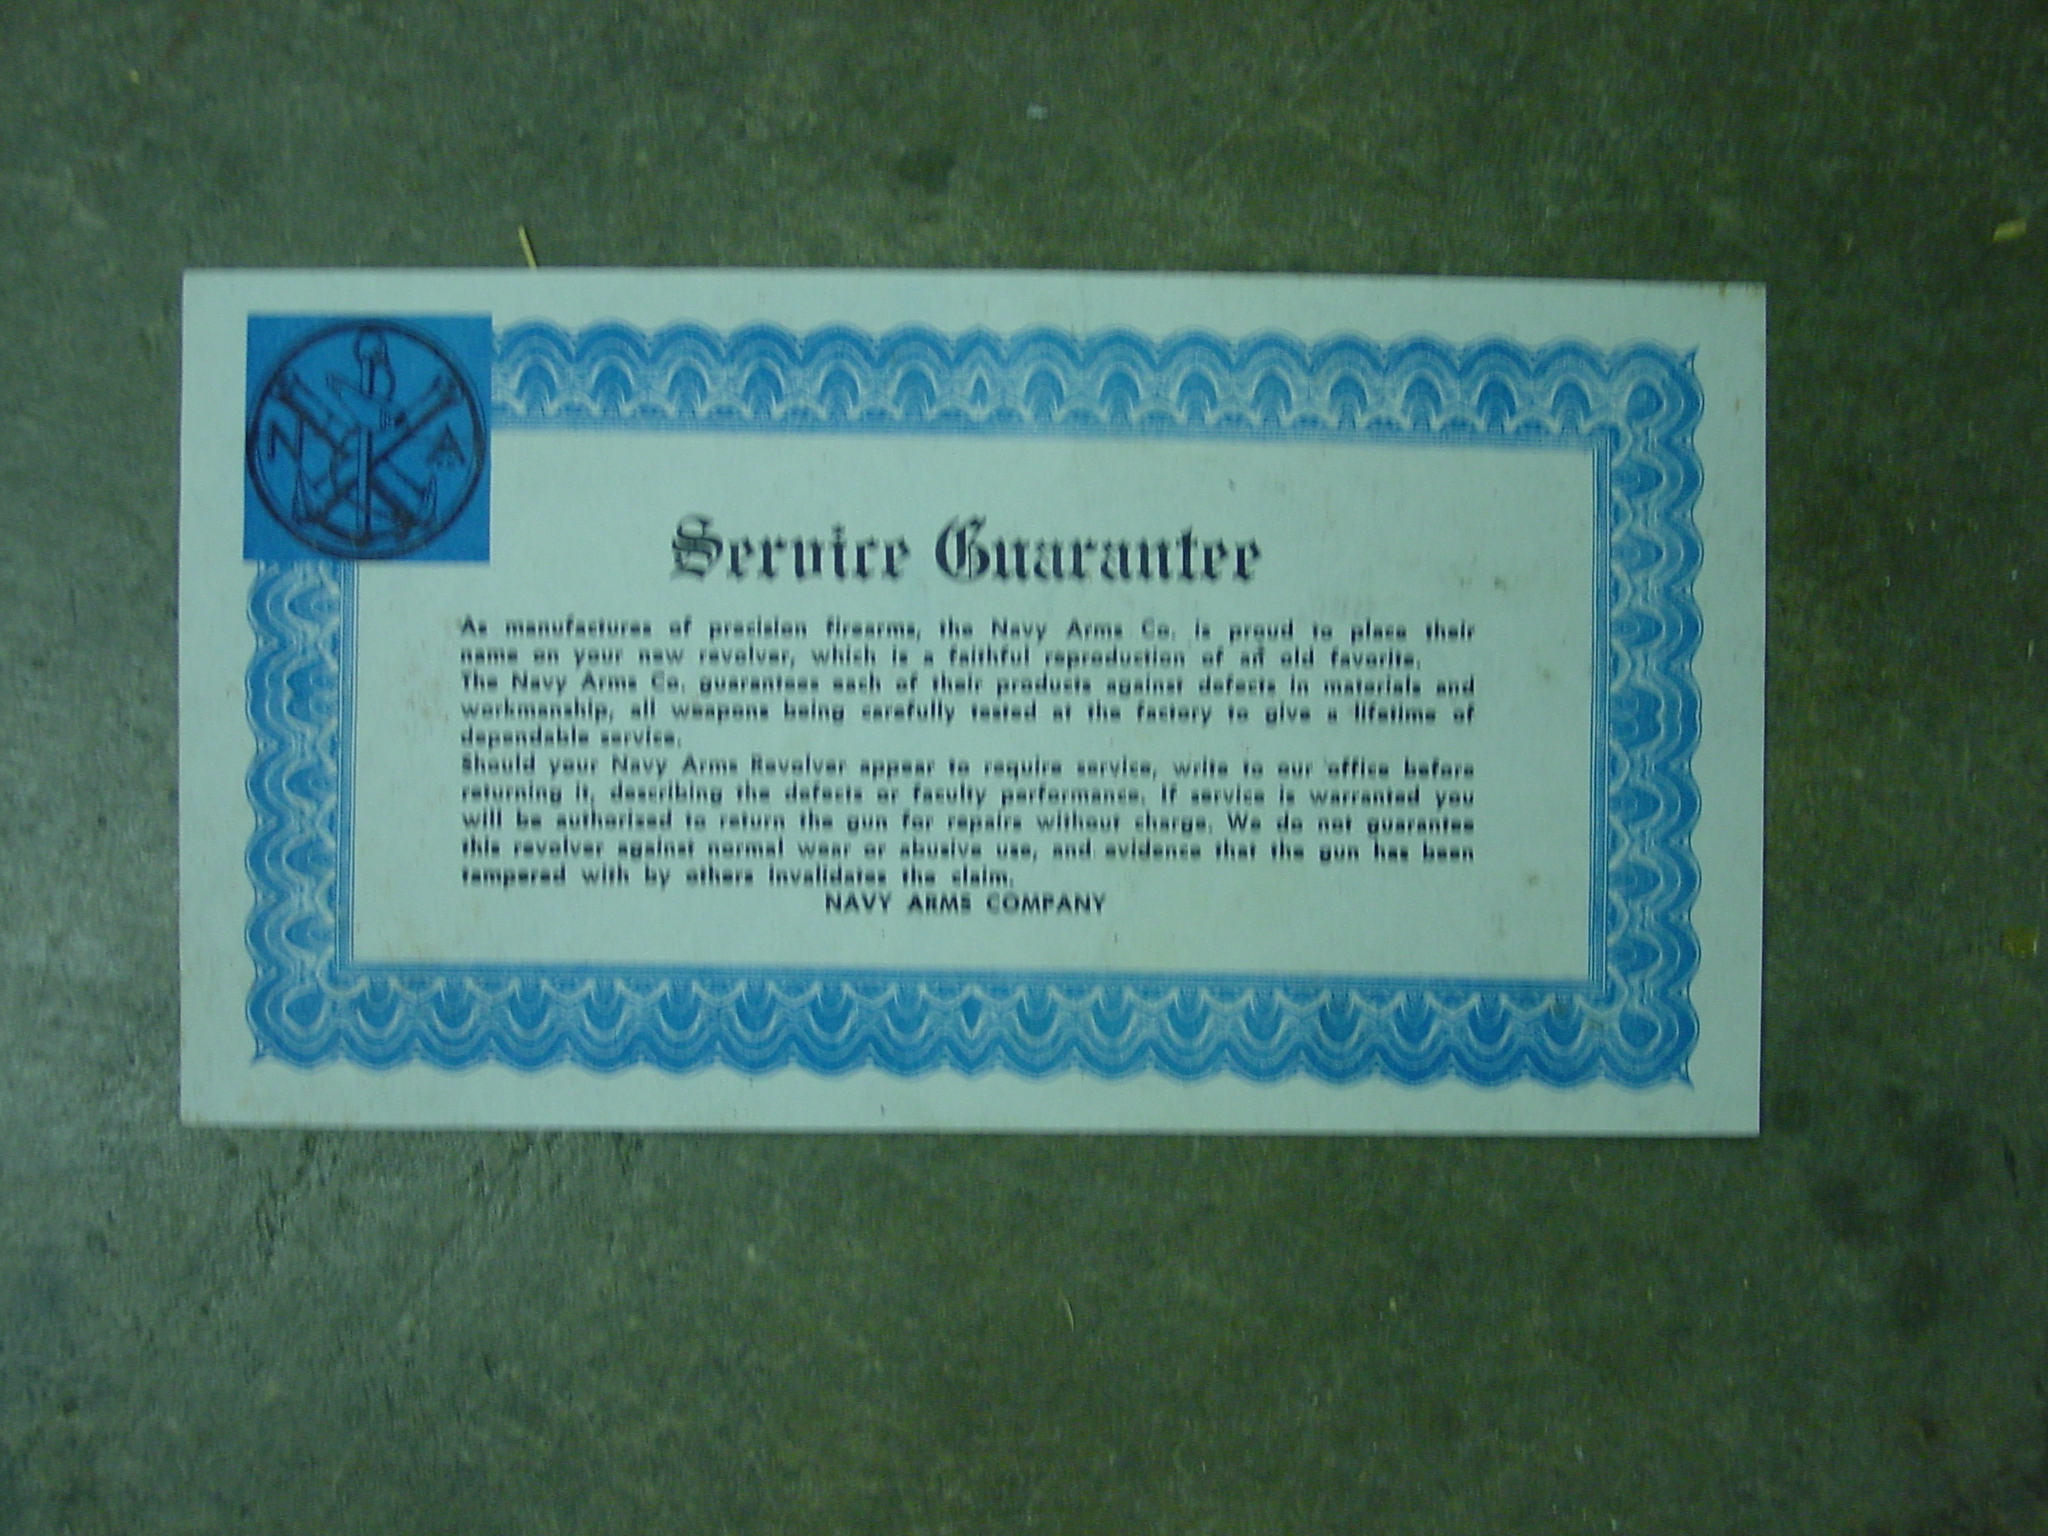 N A
Service Guarantee
As manufactures of precision firearms, the Navy Arms Co. is proud to place their
name on your new revolver, which is a faithful reproduction of an old favorite.
The Navy Arms Co. guarantees each of their products against defects in materials and
workmanship, all weapons being carefully tested at the factory to give a lifetime of
dependable service.
Should your Navy Arms Revolver appear to require service, write to our office before
returning it, describing the defects or faculty performance. If service is warranted you
will be authorized to return the gun for repairs without charge. We do not guarantee
this revolver against normal wear or abusive use, and evidence that the gun has been
tampered with by others invalidates the claim.
NAVY ARMS COMPANY